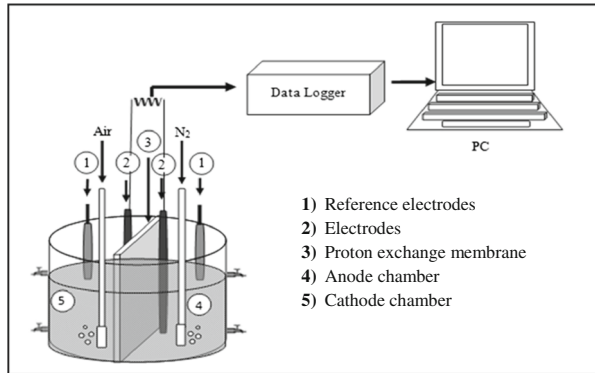 Data Logger
PC
Air
3
N₂
1
2
2
1
1) Reference electrodes
2) Electrodes
3) Proton exchange membrane
4) Anode chamber
5) Cathode chamber
5
4